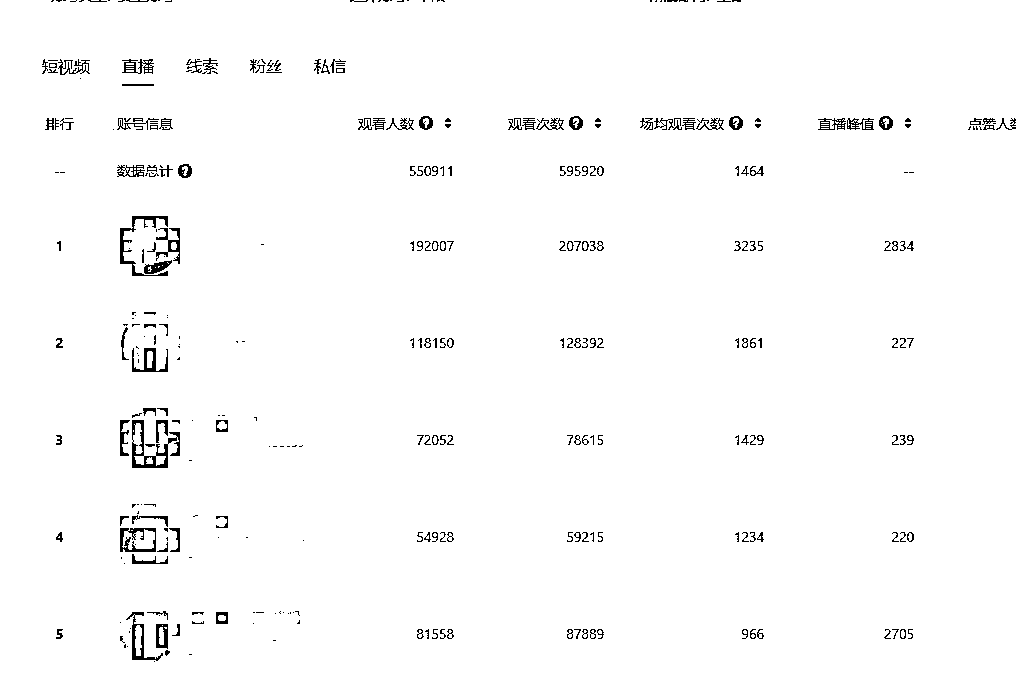 短视频 直播 线索 粉丝 私信
排行 账号信息 观看人数 观看次数 场均观看次数 直播峰值 点赞人数
-- 数据总计 550911 595920 1464 --
1 192007 207038 3235 2834
2 118150 128392 1861 227
3 72052 78615 1429 239
4 54928 59215 1234 220
5 81558 87889 966 2705